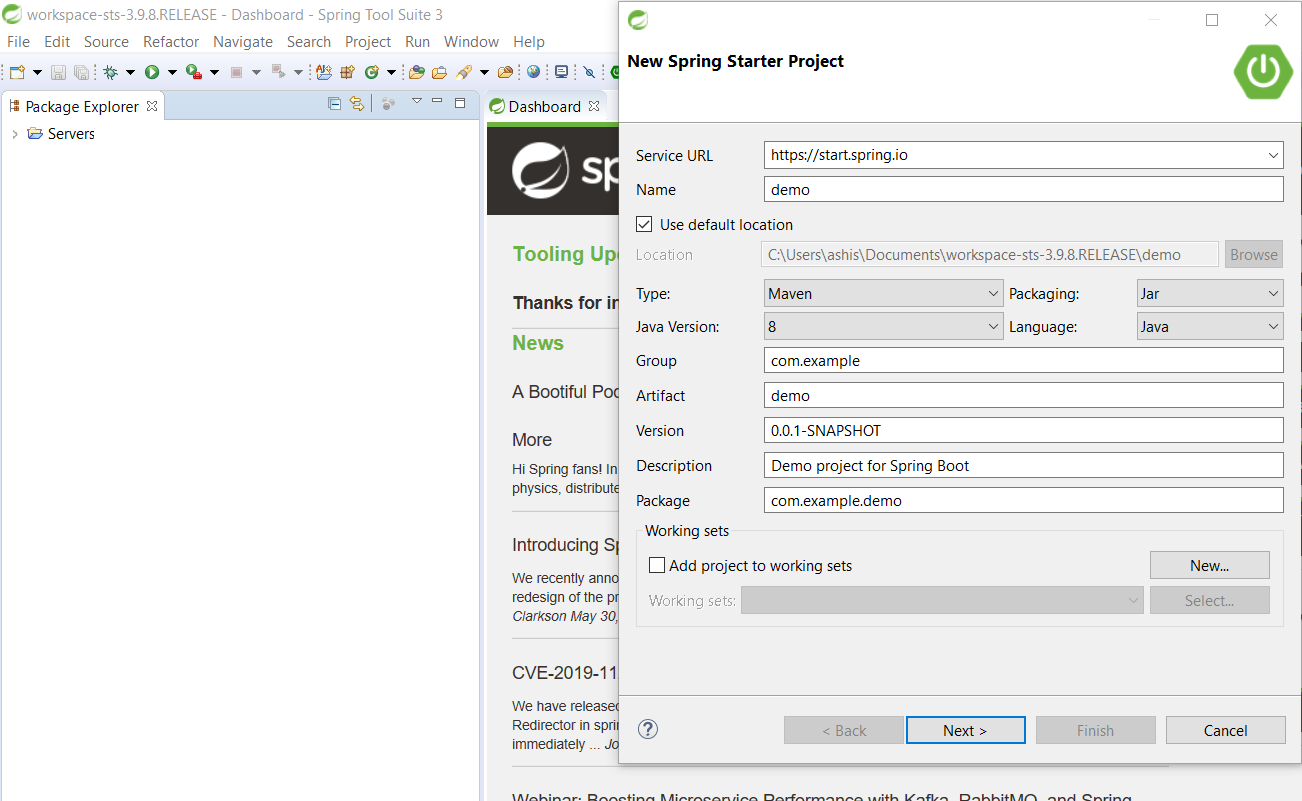 workspace-sts-3.9.8.RELEASE - Dashboard - Spring Tool Suite 3
File Edit Source Refactor Navigate Search Project Run Window Help
Package Explorer
Servers
Dashboard
sp
Tooling Up
Thanks for in
News
A Bootiful Po
More
Hi Spring fans! In
physics, distribute
Introducing Sp
We recently anno
redesign of the pr
Clarkson May 30,
CVE-2019-11
We have released
Redirector in sprin
immediately ... Jo
Webinar: Boosting Microservice Performance with Kafka, RabbitMQ, and Spring
New Spring Starter Project
Service URL https://start.spring.io
Name demo
Use default location
Location C:\Users\ashis\Documents\workspace-sts-3.9.8.RELEASE\demo Browse
Type: Maven Packaging: Jar
Java Version: 8 Language: Java
Group com.example
Artifact demo
Version 0.0.1-SNAPSHOT
Description Demo project for Spring Boot
Package com.example.demo
Working sets
Add project to working sets New...
Working sets: Select...
? < Back Next > Finish Cancel